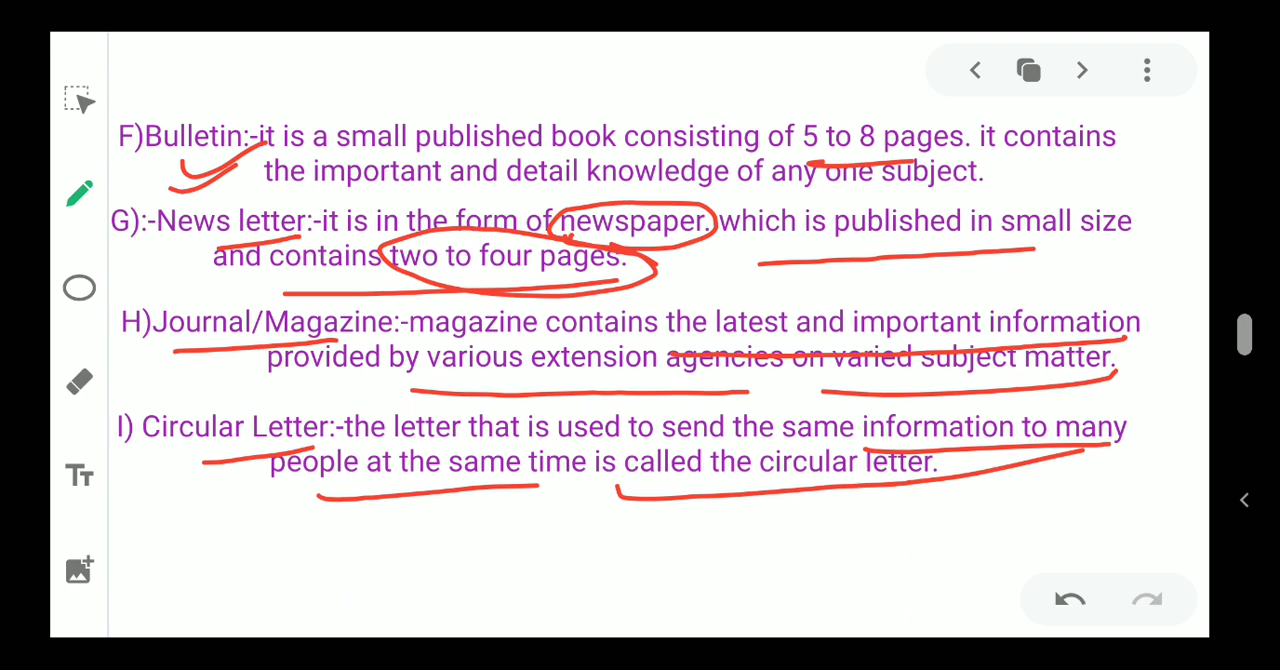 F)Bulletin:-it is a small published book consisting of 5 to 8 pages. it contains
the important and detail knowledge of any one subject.
G):-News letter:-it is in the form of newspaper. which is published in small size
and contains two to four pages.
H)Journal/Magazine:-magazine contains the latest and important information
provided by various extension agencies on varied subject matter.
I) Circular Letter:-the letter that is used to send the same information to many
people at the same time is called the circular letter.
Tт